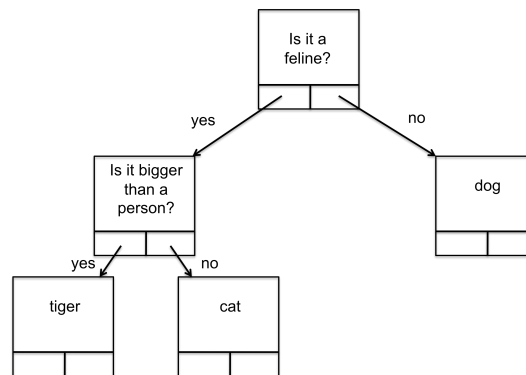 Is it a
feline?
yes
no
Is it bigger
than a
person?
dog
yes
no
tiger
cat